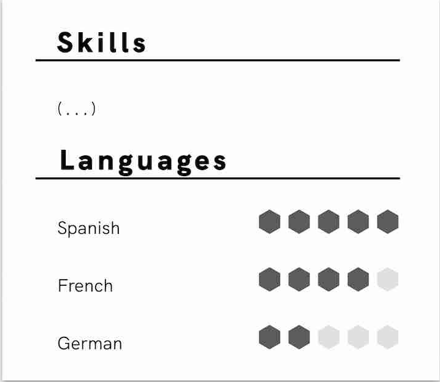 Skills
(...)
Languages
Spanish
French
German